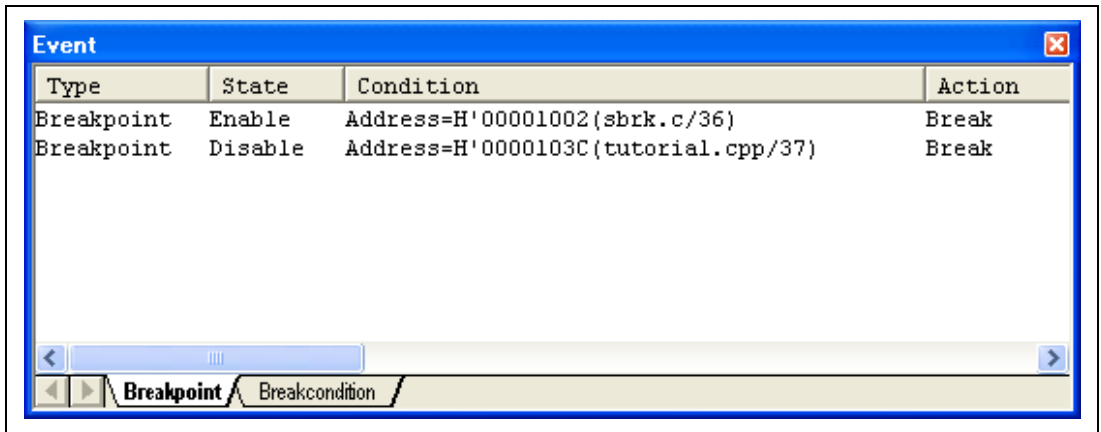 Event
Type State Condition Action
Breakpoint Enable Address=H'00001002(sbrk.c/36) Break
Breakpoint Disable Address=H'0000103C(tutorial.cpp/37) Break
Breakpoint Breakcondition